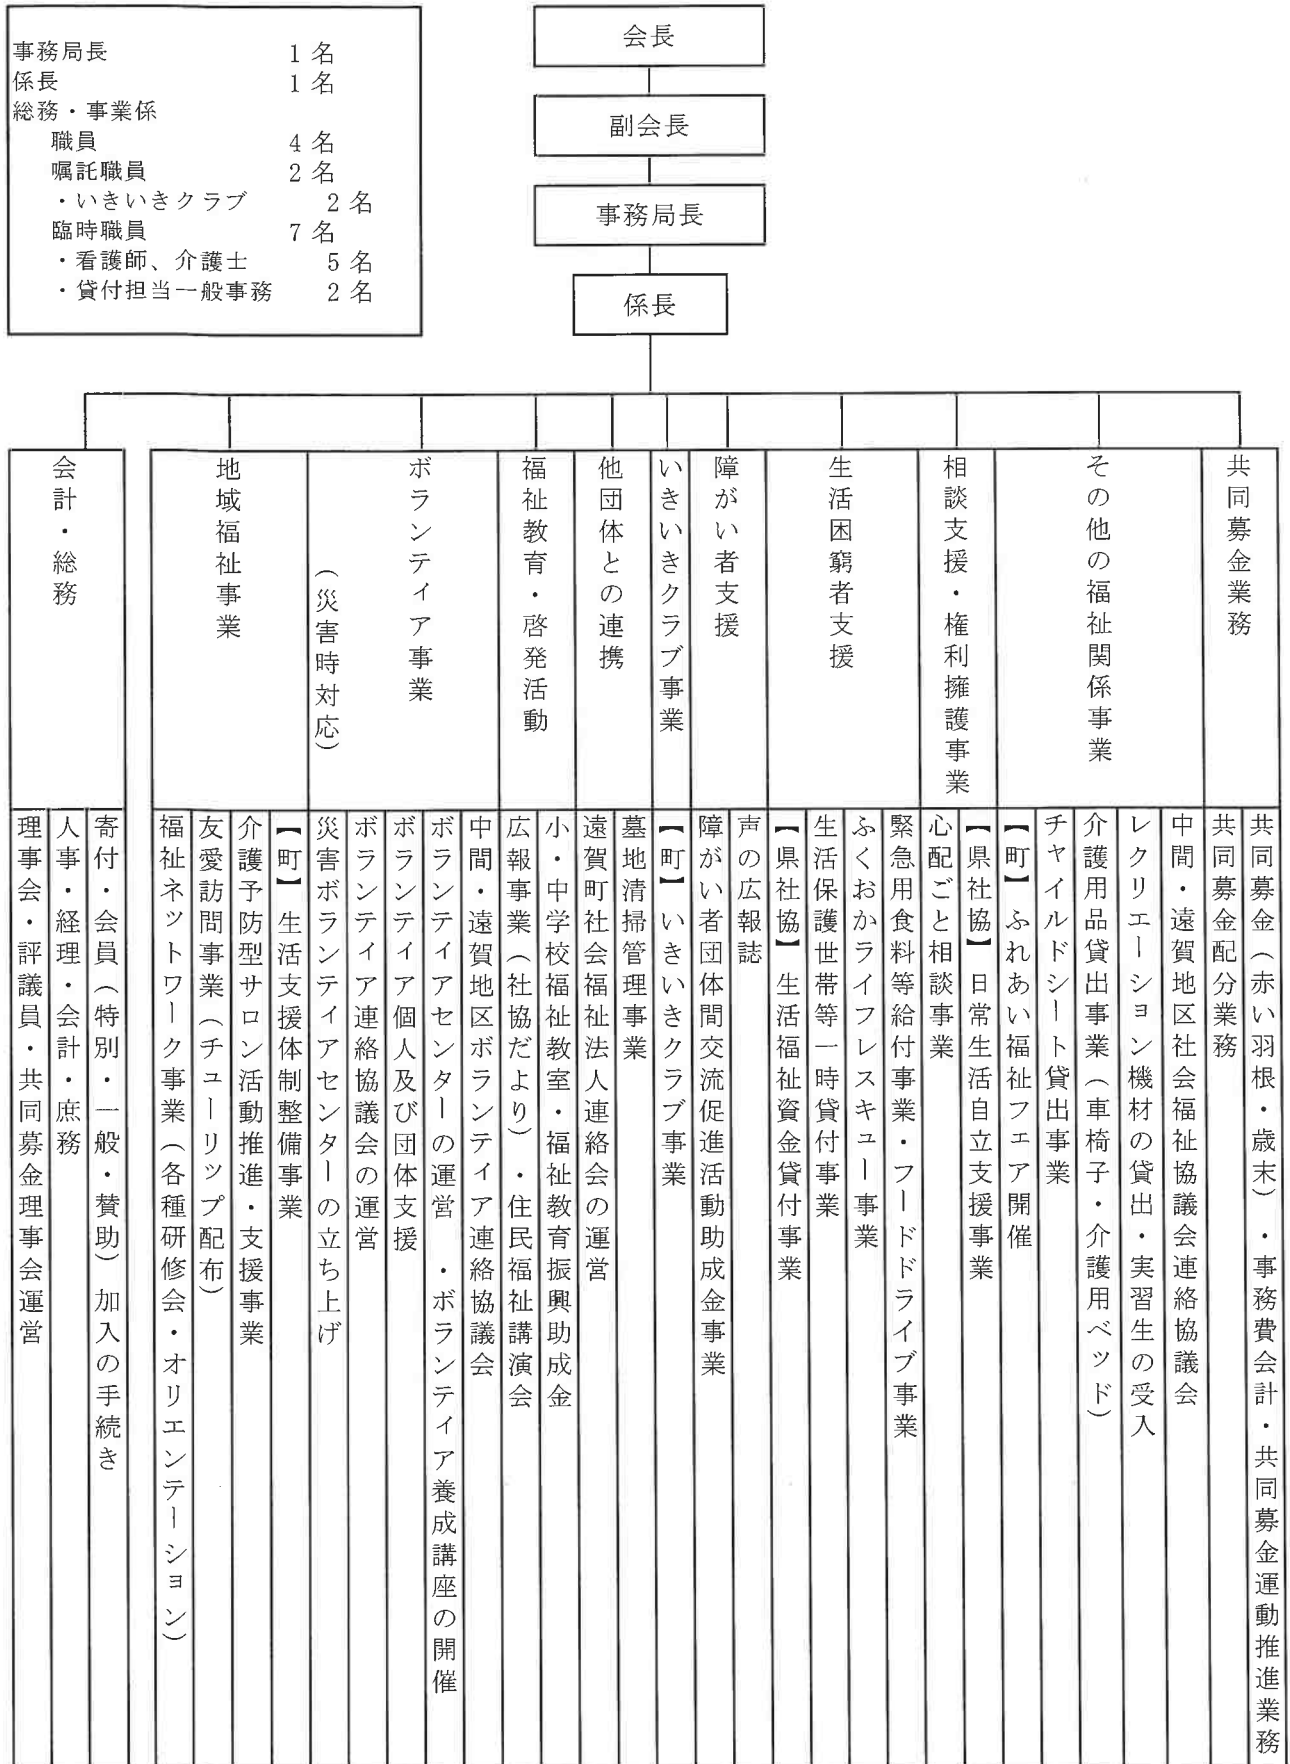 事務局長 1名
係長 1名
総務・事業係
職員 4名
嘱託職員 2名
・いきいきクラブ 2名
臨時職員 7名
・看護師、介護士 5名
・貸付担当一般事務 2名
会長
副会長
事務局長
係長
会計・総務
地域福祉事業
ボランティア事業
（災害時対応）
福祉教育・啓発活動
他団体との連携
いきいきクラブ事業
障がい者支援
生活困窮者支援
相談支援・権利擁護事業
その他の福祉関係事業
共同募金業務
理事会・評議員・共同募金理事会運営
人事・経理・会計・庶務
寄付・会員（特別・一般・賛助）加入の手続き
福祉ネットワーク事業（各種研修会・オリエンテーション）
友愛訪問事業（チューリップ配布）
介護予防型サロン活動推進・支援事業
【町】生活支援体制整備事業
災害ボランティアセンターの立ち上げ
ボランティア連絡協議会の運営
ボランティア個人及び団体支援
ボランティアセンターの運営 ・ボランティア養成講座の開催
中間・遠賀地区ボランティア連絡協議会
広報事業（社協だより）・住民福祉講演会
小・中学校福祉教室・福祉教育振興助成金
遠賀町社会福祉法人連絡会の運営
墓地清掃管理事業
【町】いきいきクラブ事業
障がい者団体間交流促進活動助成金事業
声の広報誌
【県社協】生活福祉資金貸付事業
生活保護世帯等一時貸付事業
ふくおかライフレスキュー事業
緊急用食料等給付事業・フードドライブ事業
心配ごと相談事業
【県社協】日常生活自立支援事業
【町】ふれあい福祉フェア開催
チャイルドシート貸出事業
介護用品貸出事業（車椅子・介護用ベッド）
レクリエーション機材の貸出・実習生の受入
中間・遠賀地区社会福祉協議会連絡協議会
共同募金配分業務
共同募金（赤い羽根・歳末）・事務費会計・共同募金運動推進業務